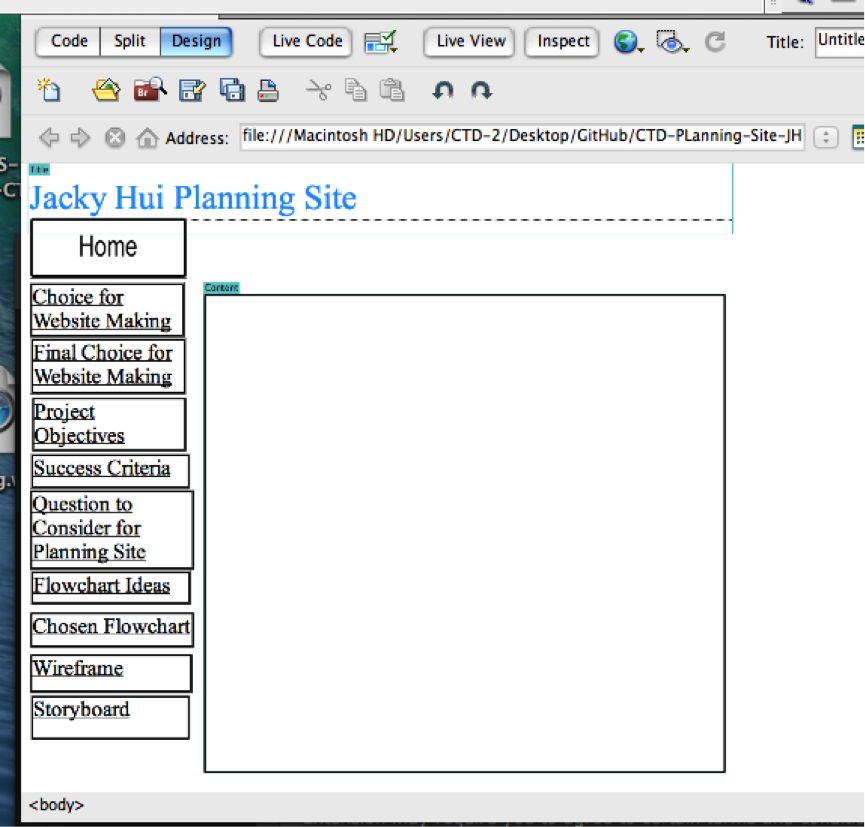 Code Split Design Live Code Live View Inspect Title: Untitle
Br
Address: file:///Macintosh HD/Users/CTD-2/Desktop/GitHub/CTD-PLanning-Site-JH
Title
Jacky Hui Planning Site
Home
Content
Choice for
Website Making
Final Choice for
Website Making
Project
Objectives
Success Criteria
Question to
Consider for
Planning Site
Flowchart Ideas
Chosen Flowchart
Wireframe
Storyboard
<body>